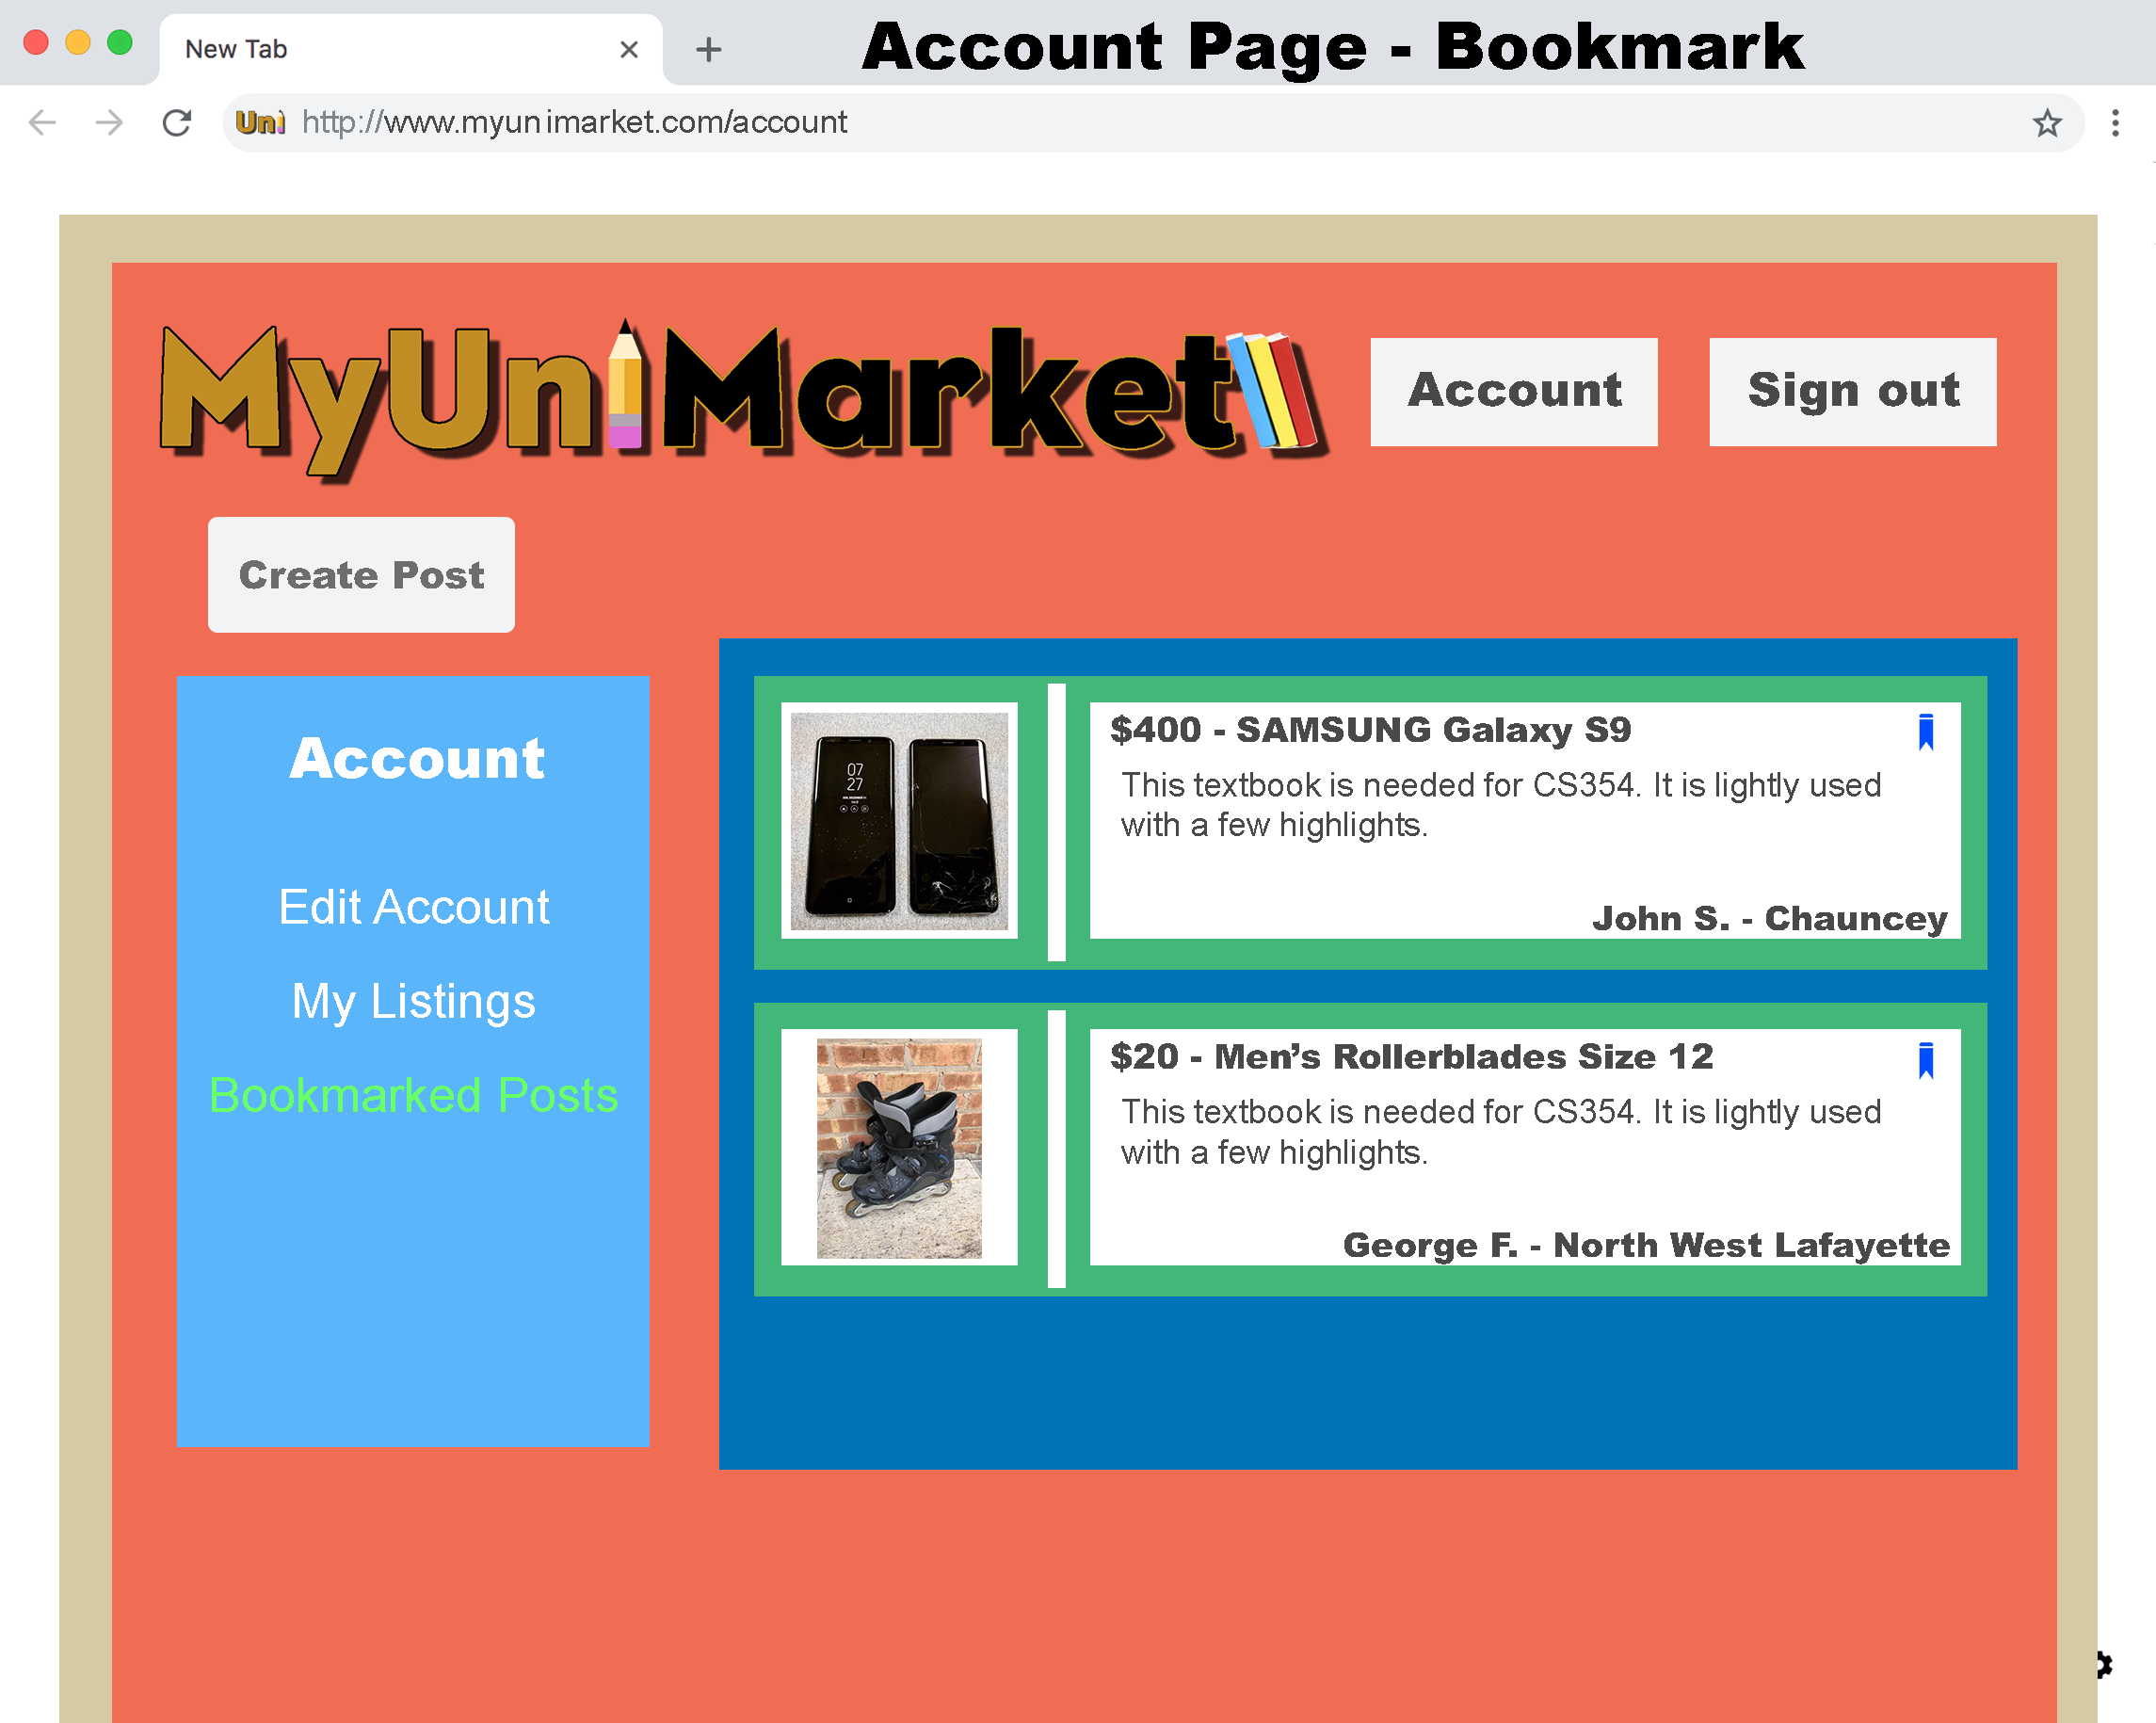 New Tab
Account Page - Bookmark
Uni http://www.myunimarket.com/account
MyUniMarket
Account
Sign out
Create Post
Account
Edit Account
My Listings
Bookmarked Posts
07
27
$400 - SAMSUNG Galaxy S9
This textbook is needed for CS354. It is lightly used
with a few highlights.
John S. - Chauncey
$20 - Men’s Rollerblades Size 12
This textbook is needed for CS354. It is lightly used
with a few highlights.
George F. - North West Lafayette